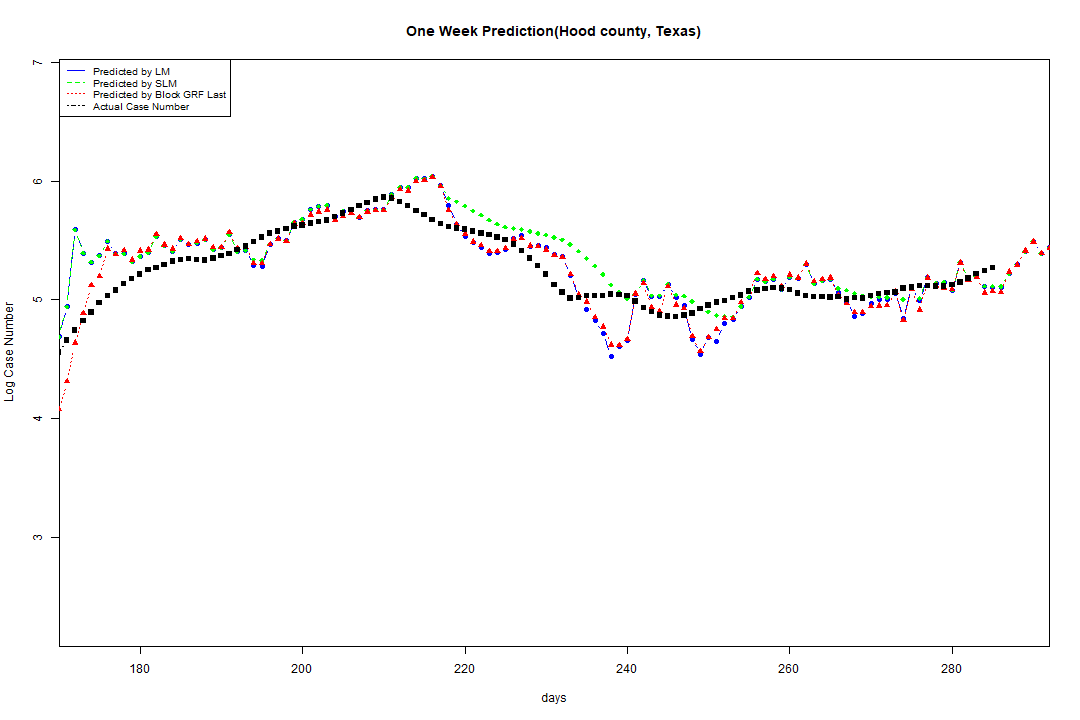 One Week Prediction(Hood county, Texas)
Predicted by LM
Predicted by SLM
Predicted by Block GRF Last
Actual Case Number
7
6
5
4
3
Log Case Number
180 200 220 240 260 280
days